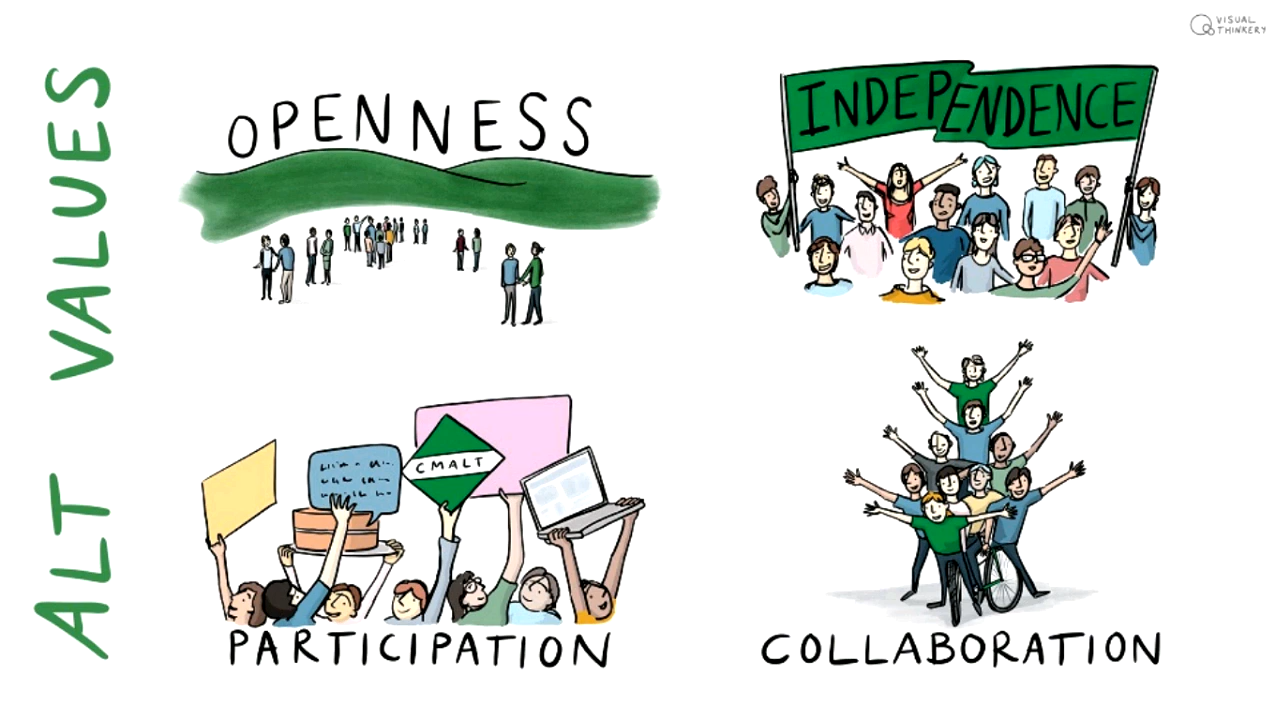 VISUAL
THINKERY
ALT VALUES
OPENNESS
INDEPENDENCE
CMALT
PARTICIPATION
COLLABORATION